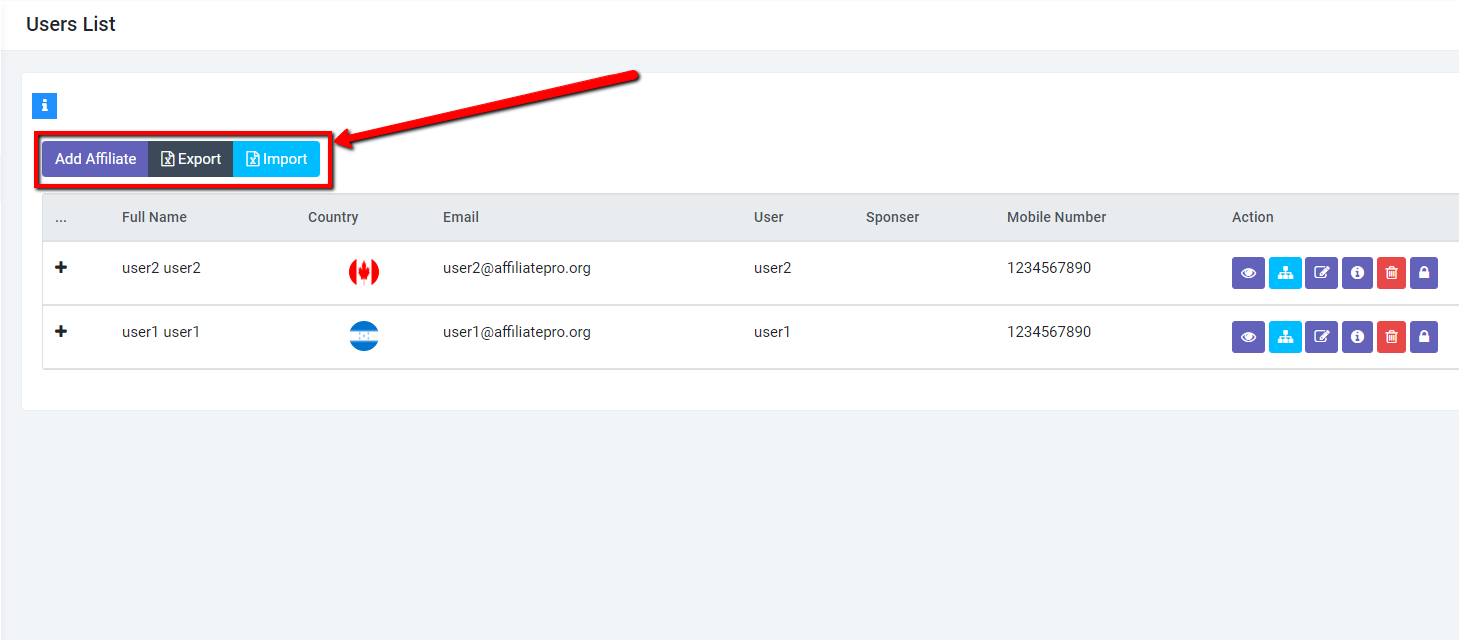 Users List
Add Affiliate Export Import
... Full Name Country Email User Sponser Mobile Number Action
user2 user2 user2@affiliatepro.org user2 1234567890
user1 user1 user1@affiliatepro.org user1 1234567890